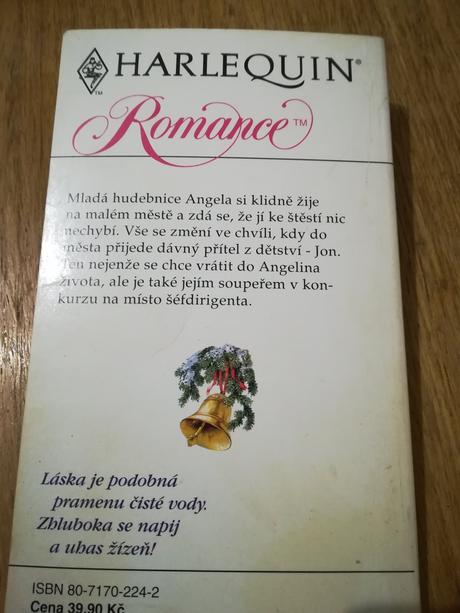 HARLEQUIN®
™
Romance™
Mladá hudebnice Angela si klidně žije
na malém městě a zdá se, že jí ke štěstí nic
nechybí. Vše se změní ve chvíli, kdy do
města přijede dávný přítel z dětství - Jon.
Ten nejenže se chce vrátit do Angelina
života, ale je také jejím soupeřem v kon-
kurzu na místo šéfdirigenta.
Láska je podobná
pramenu čisté vody.
Zhluboka se napij
a uhas žízeň!
ISBN 80-7170-224-2
Cena 39,90 Kč